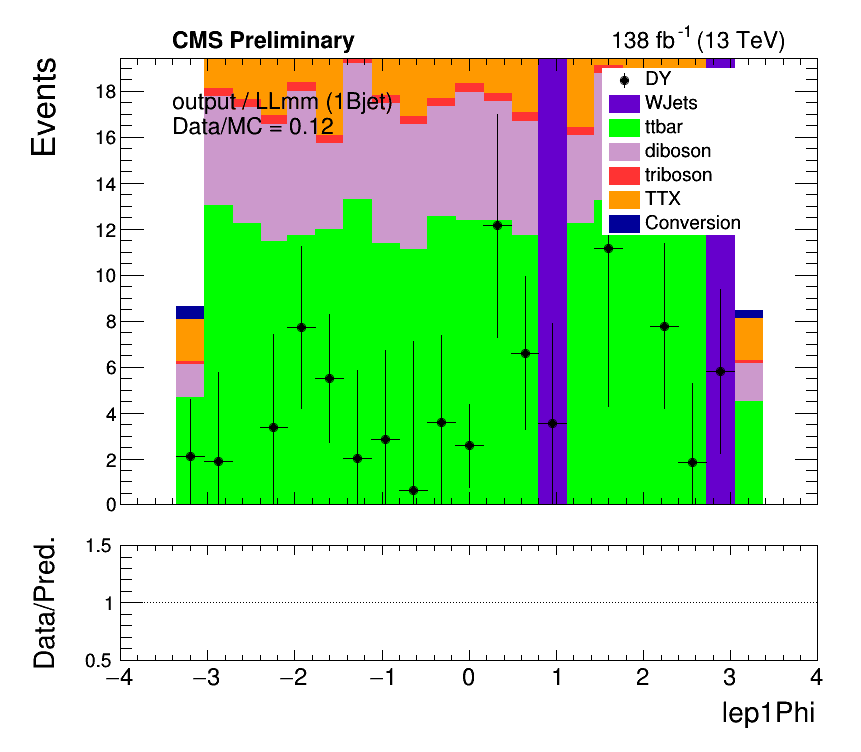 CMS Preliminary
138 fb⁻¹ (13 TeV)
Events
18
16
14
12
10
8
6
4
2
0
output / LLmm (1Bjet)
Data/MC = 0.12
DY
WJets
ttbar
diboson
triboson
TTX
Conversion
Data/Pred.
1.5
1
0.5
−4 −3 −2 −1 0 1 2 3 4
lep1Phi